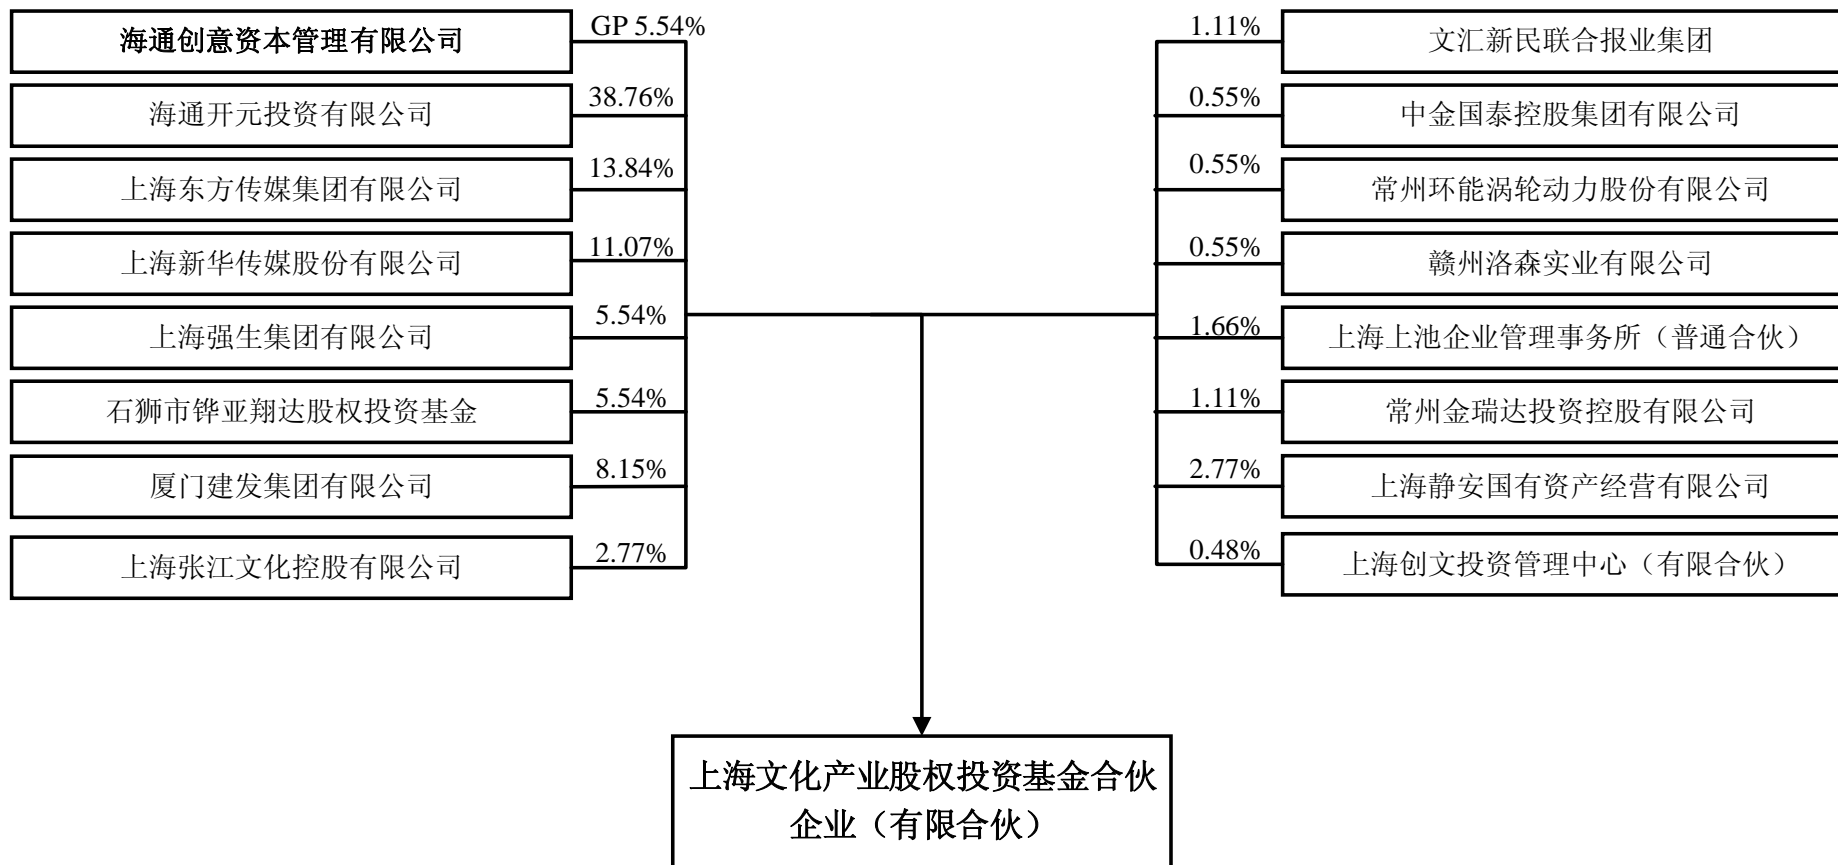 海通创意资本管理有限公司
GP 5.54%
海通开元投资有限公司
38.76%
上海东方传媒集团有限公司
13.84%
上海新华传媒股份有限公司
11.07%
上海强生集团有限公司
5.54%
石狮市铧亚翔达股权投资基金
5.54%
厦门建发集团有限公司
8.15%
上海张江文化控股有限公司
2.77%
1.11%
文汇新民联合报业集团
0.55%
中金国泰控股集团有限公司
0.55%
常州环能涡轮动力股份有限公司
0.55%
赣州洛森实业有限公司
1.66%
上海上池企业管理事务所（普通合伙）
1.11%
常州金瑞达投资控股有限公司
2.77%
上海静安国有资产经营有限公司
0.48%
上海创文投资管理中心（有限合伙）
上海文化产业股权投资基金合伙
企业（有限合伙）